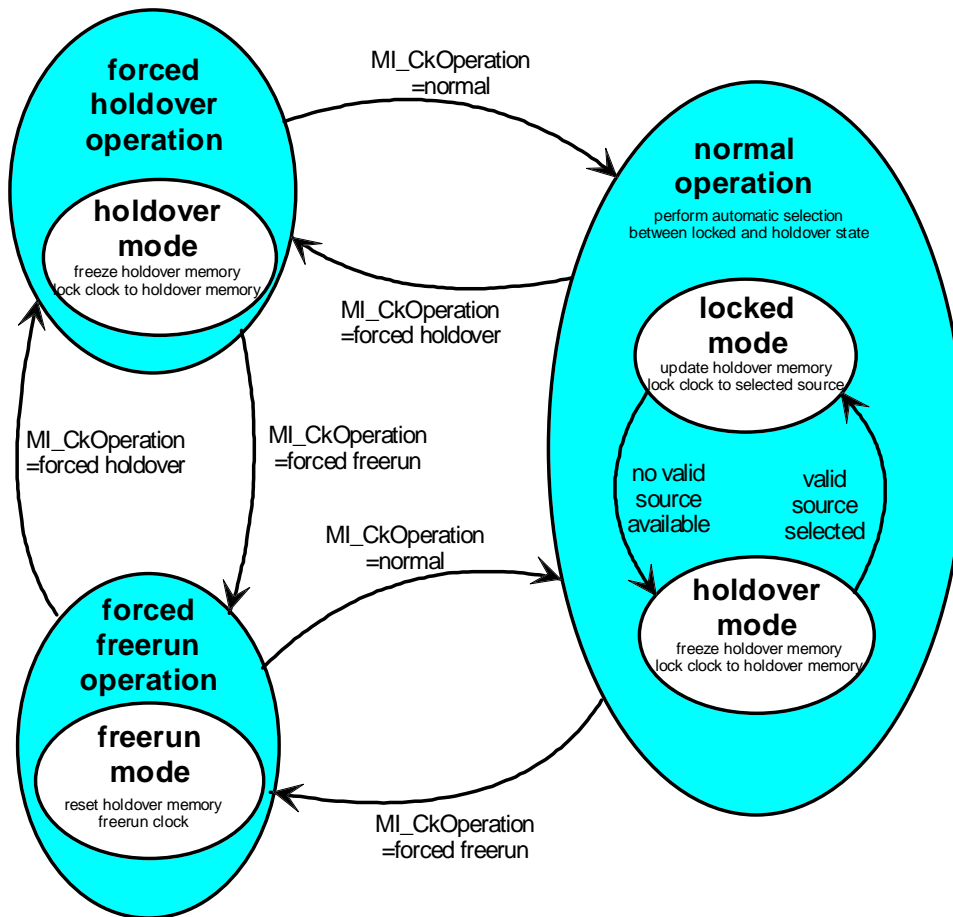 forced
holdover
operation
holdover
mode
freeze holdover memory
lock clock to holdover memory
MI_CkOperation
=normal
MI_CkOperation
=forced holdover
normal
operation
perform automatic selection
between locked and holdover state
locked
mode
update holdover memory
lock clock to selected source
no valid
source
available
valid
source
selected
holdover
mode
freeze holdover memory
lock clock to holdover memory
MI_CkOperation
=forced holdover
MI_CkOperation
=forced freerun
MI_CkOperation
=normal
forced
freerun
operation
freerun
mode
reset holdover memory
freerun clock
MI_CkOperation
=forced freerun